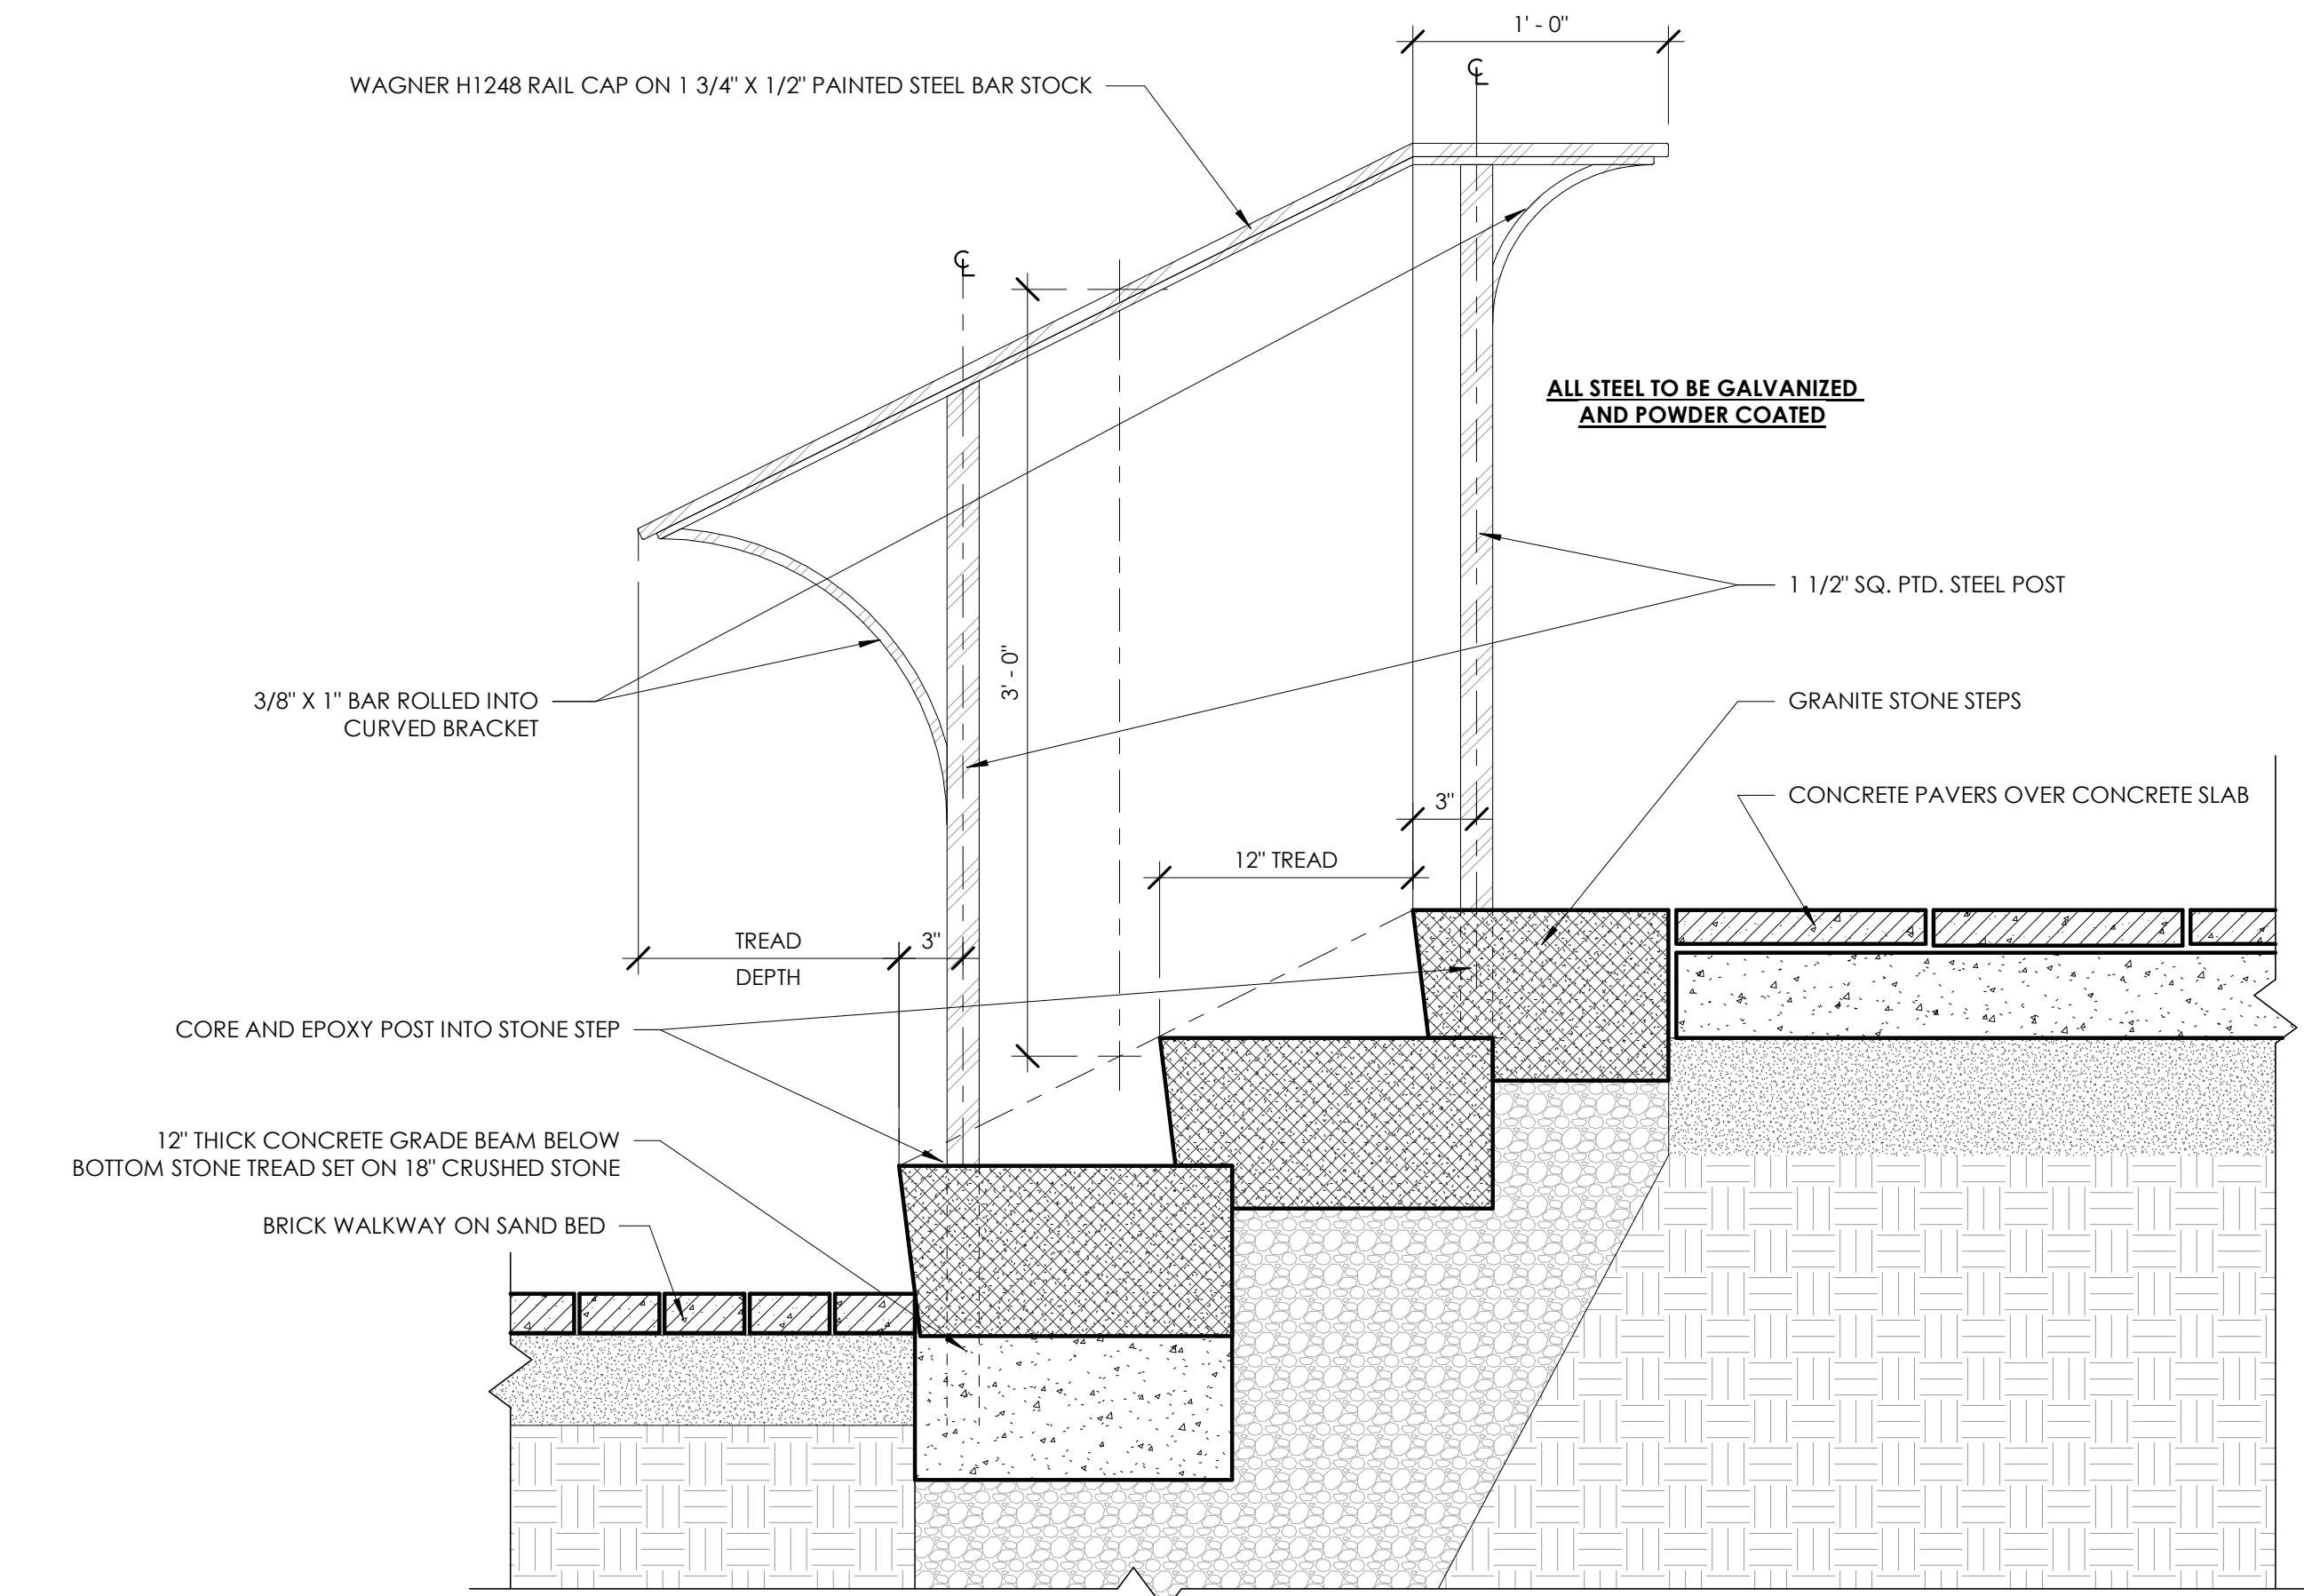 1' - 0"
WAGNER H1248 RAIL CAP ON 1 3/4" X 1/2" PAINTED STEEL BAR STOCK
℄
℄
ALL STEEL TO BE GALVANIZED
AND POWDER COATED
1 1/2" SQ. PTD. STEEL POST
3' - 0"
3/8" X 1" BAR ROLLED INTO
CURVED BRACKET
GRANITE STONE STEPS
CONCRETE PAVERS OVER CONCRETE SLAB
3"
12" TREAD
TREAD
DEPTH
3"
CORE AND EPOXY POST INTO STONE STEP
12" THICK CONCRETE GRADE BEAM BELOW
BOTTOM STONE TREAD SET ON 18" CRUSHED STONE
BRICK WALKWAY ON SAND BED